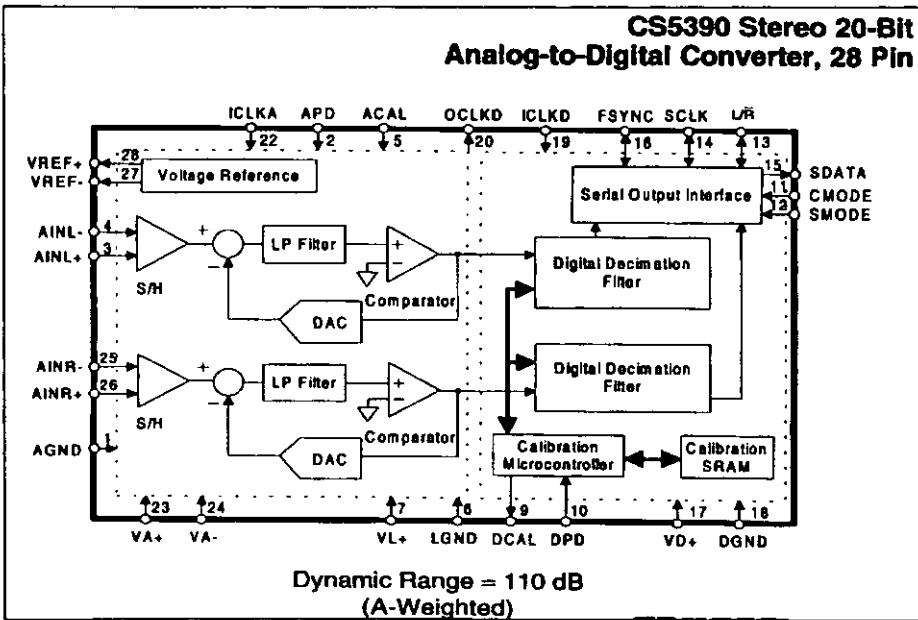 CS5390 Stereo 20-Bit
Analog-to-Digital Converter, 28 Pin
ICLKA APD ACAL OCLKD ICLKD FSYNC SCLK L/R̅
22 2 5 20 19 16 14 13
VREF+ 28
VREF- 27
Voltage Reference
Serial Output Interface
15 SDATA
11 CMODE
12 SMODE
AINL- 4
AINL+ 3
S/H
+
−
LP Filter
+
Comparator
DAC
Digital Decimation
Filter
AINR- 25
AINR+ 26
S/H
+
−
LP Filter
+
Comparator
DAC
Digital Decimation
Filter
AGND 1
Calibration
Microcontroller
Calibration
SRAM
23 24 7 6 9 10 17 18
VA+ VA- VL+ LGND DCAL DPD VD+ DGND
Dynamic Range = 110 dB
(A-Weighted)